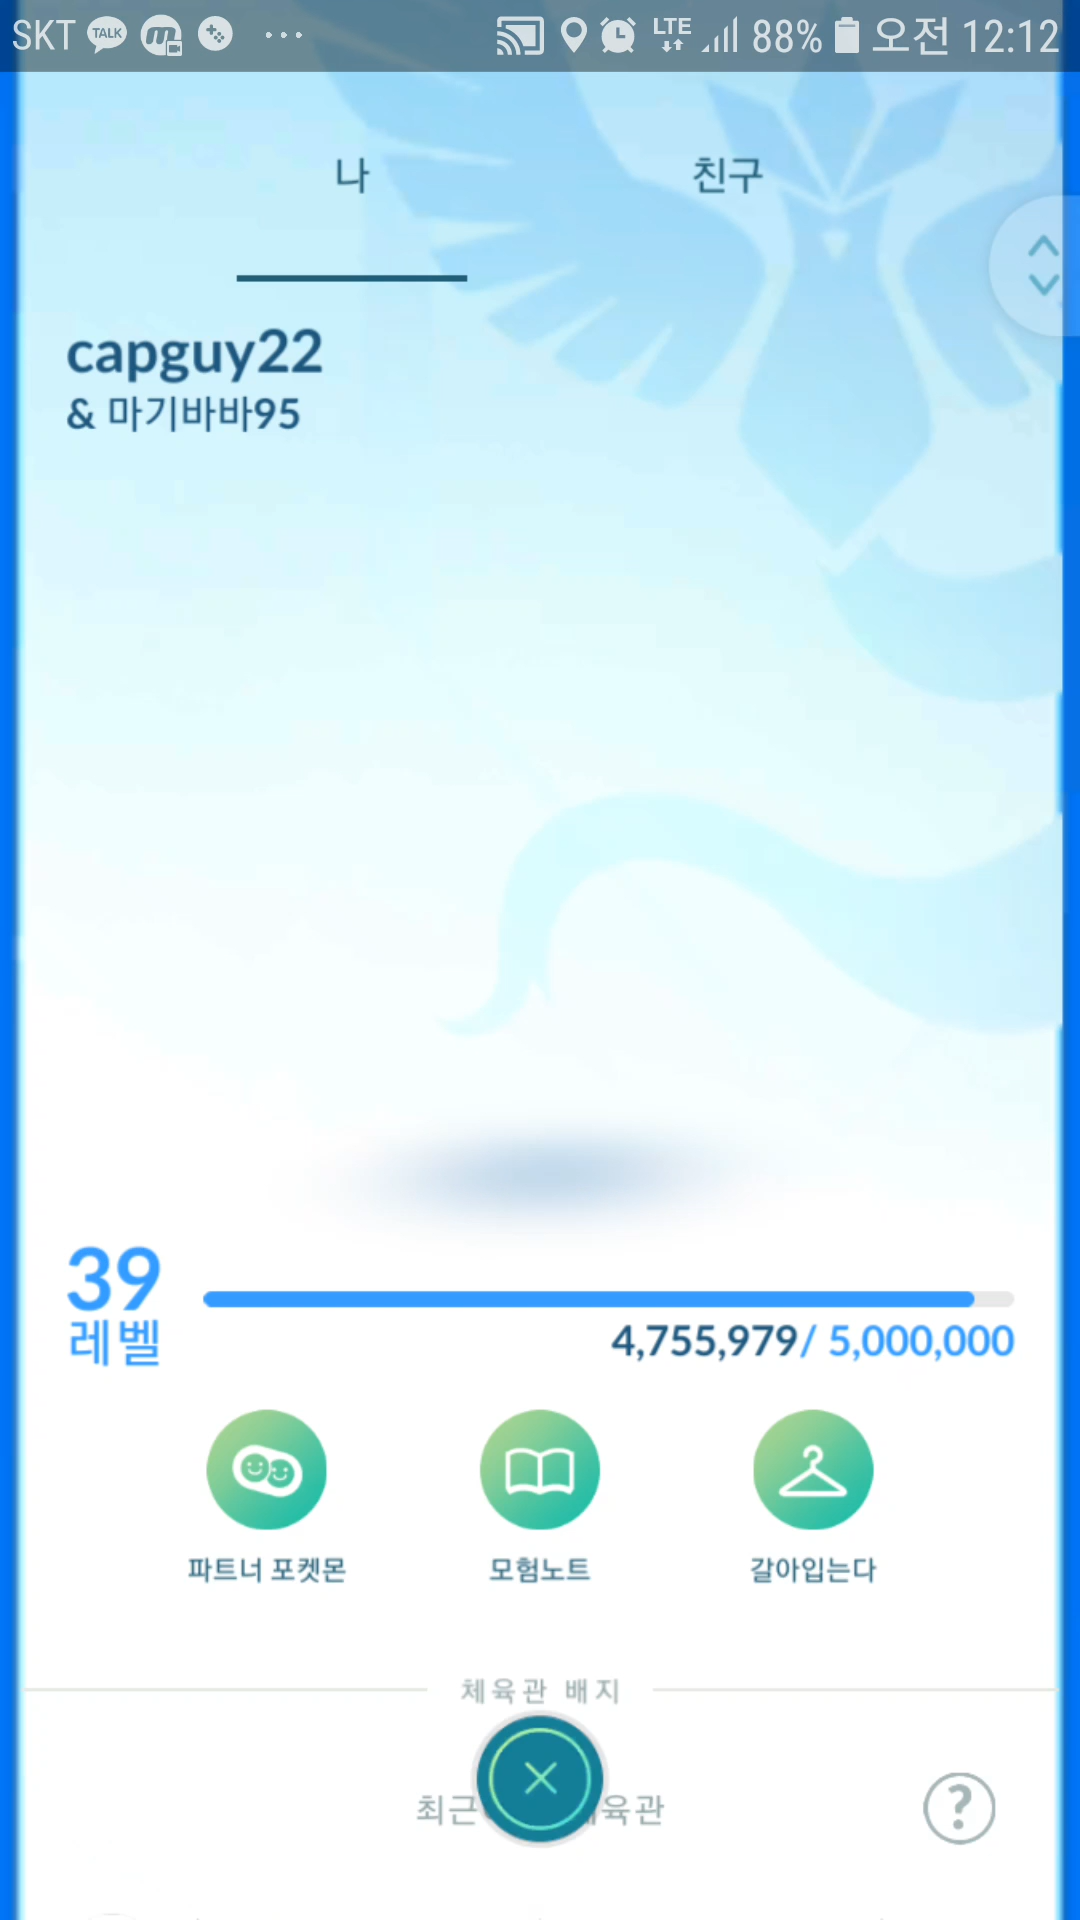 SKT TALK m ... LTE 88% 오전 12:12
나 친구
capguy22
& 마기바바95
39
레벨
4,755,979/ 5,000,000
파트너 포켓몬 모험노트 갈아입는다
체육관 배지
최근 육관
?